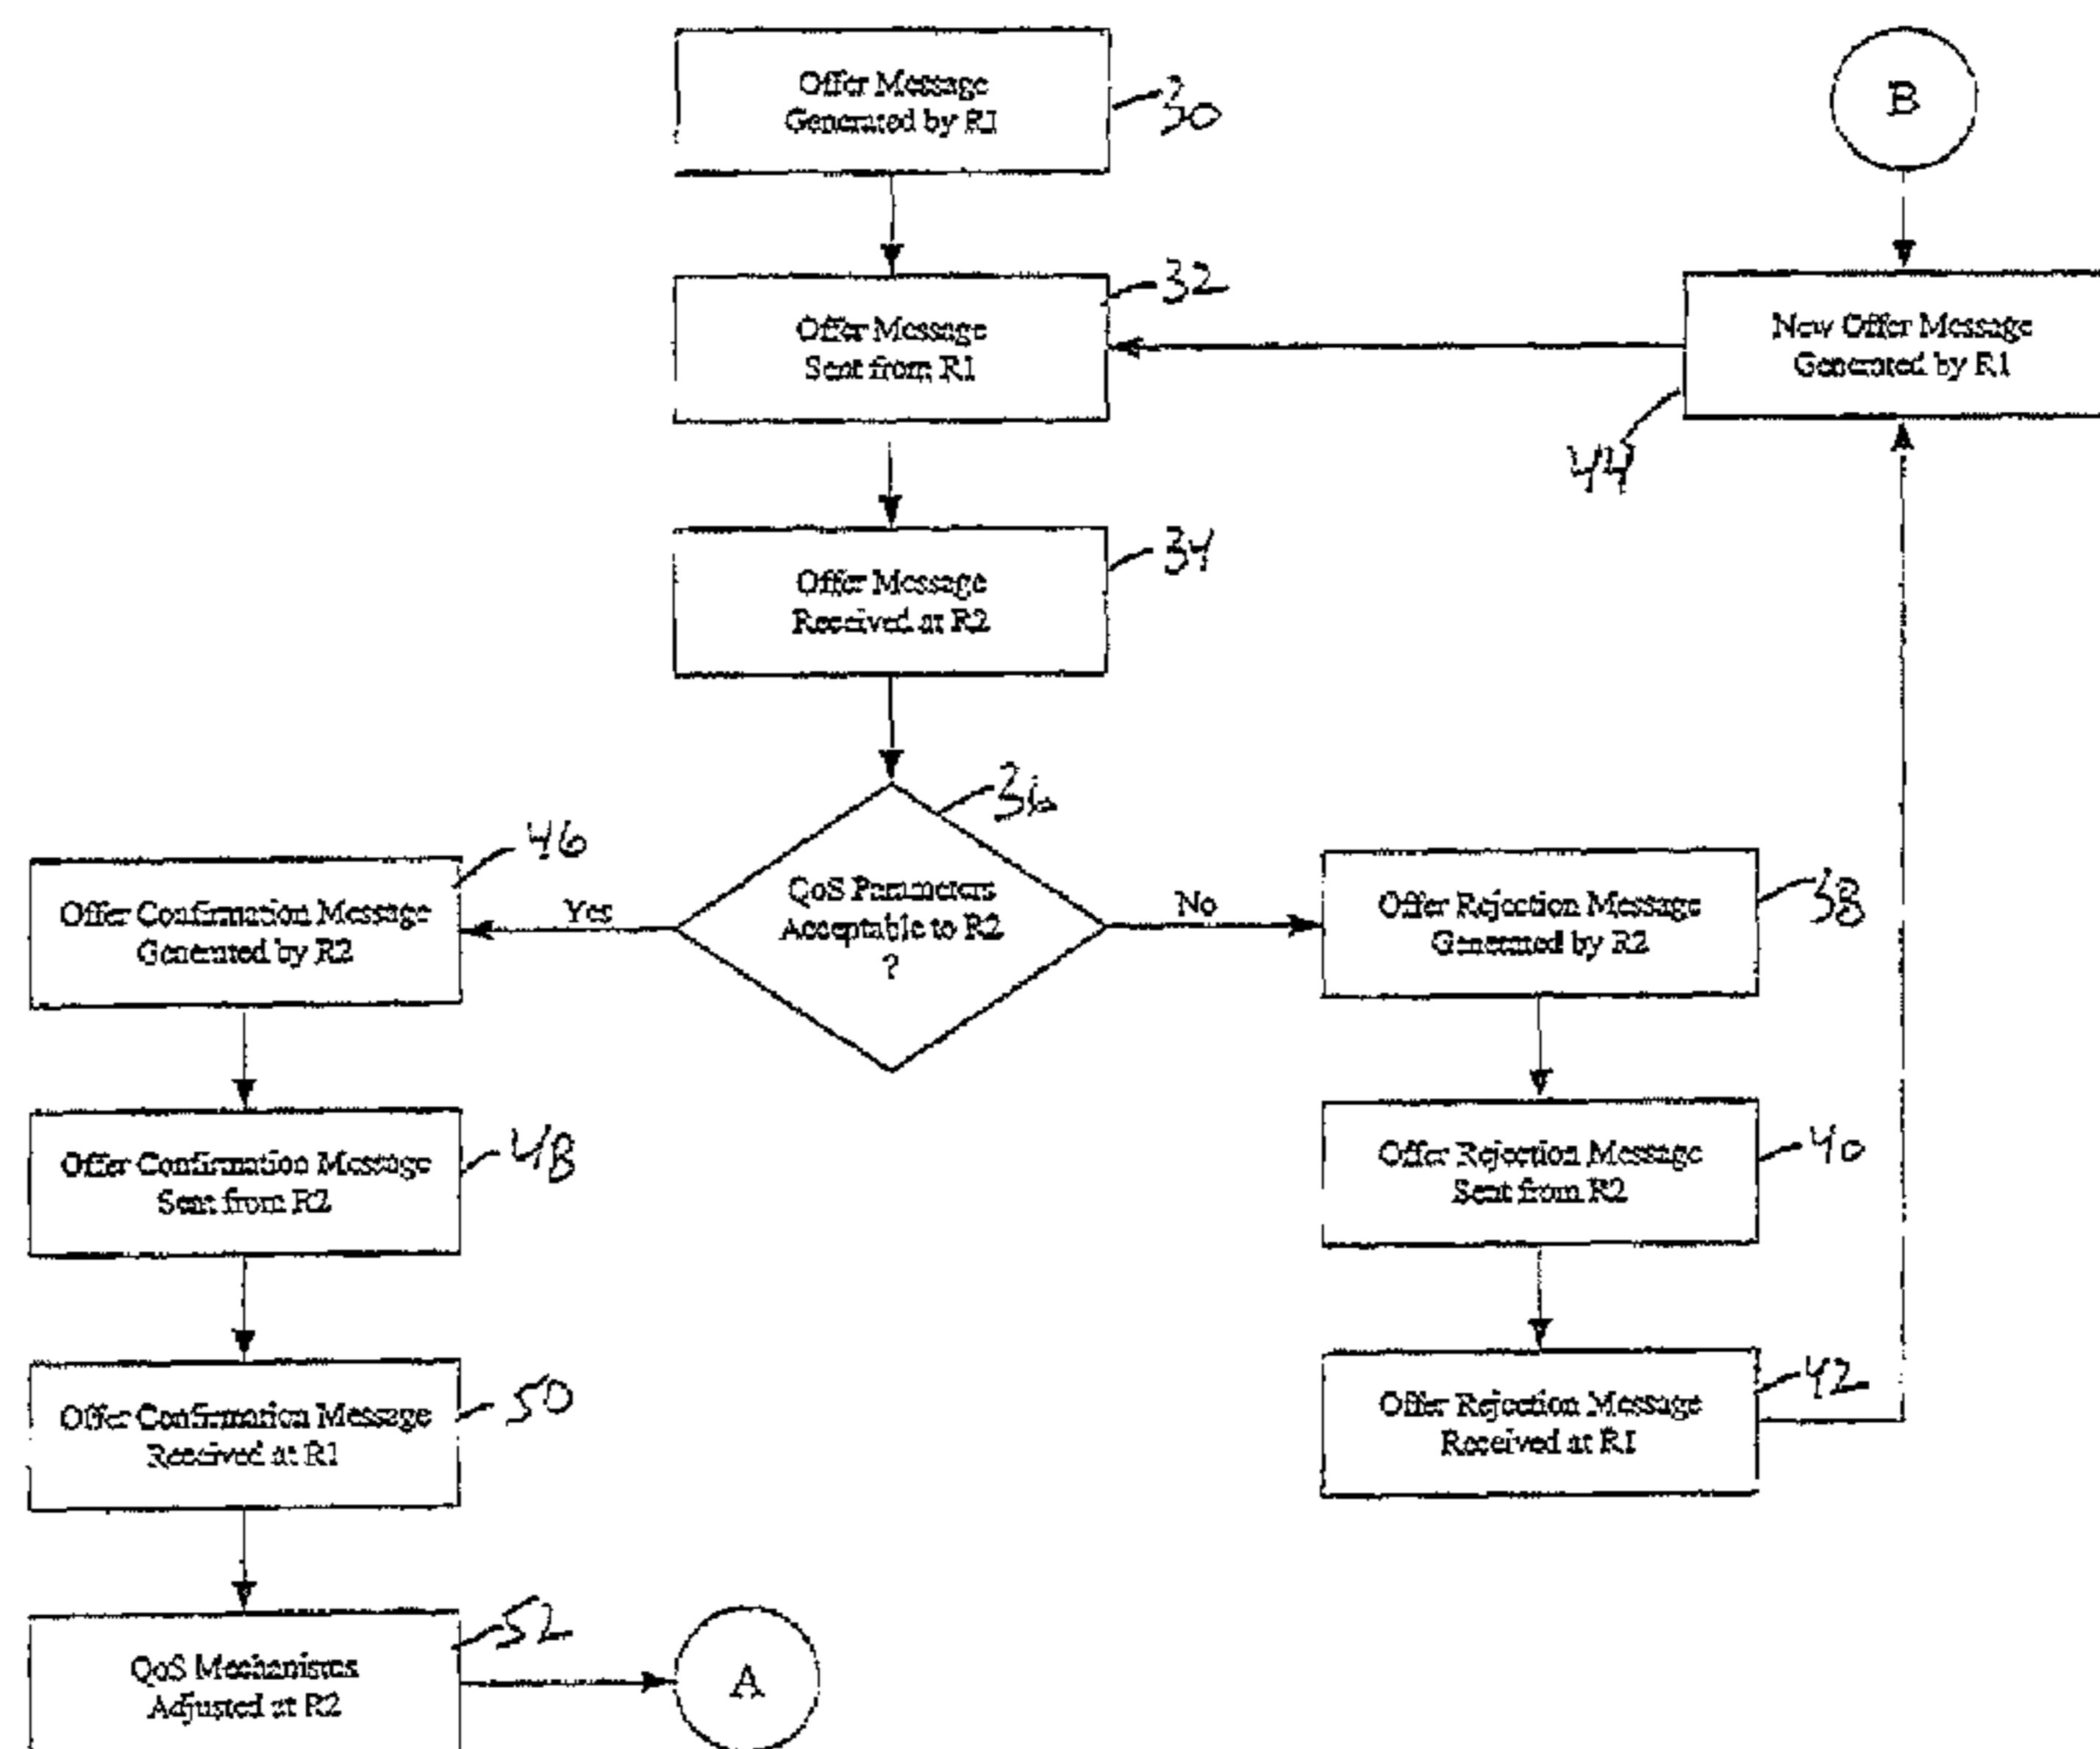 Offer Message
Generated by R1
30
B
32
Offer Message
Sent from R1
New Offer Message
Generated by R1
44
34
Offer Message
Received at R2
36
QoS Parameters
Acceptable to R2
?
Yes
No
46
Offer Confirmation Message
Generated by R2
38
Offer Rejection Message
Generated by R2
48
Offer Confirmation Message
Sent from R2
40
Offer Rejection Message
Sent from R2
50
Offer Confirmation Message
Received at R1
42
Offer Rejection Message
Received at R1
52
QoS Mechanisms
Adjusted at R2
A